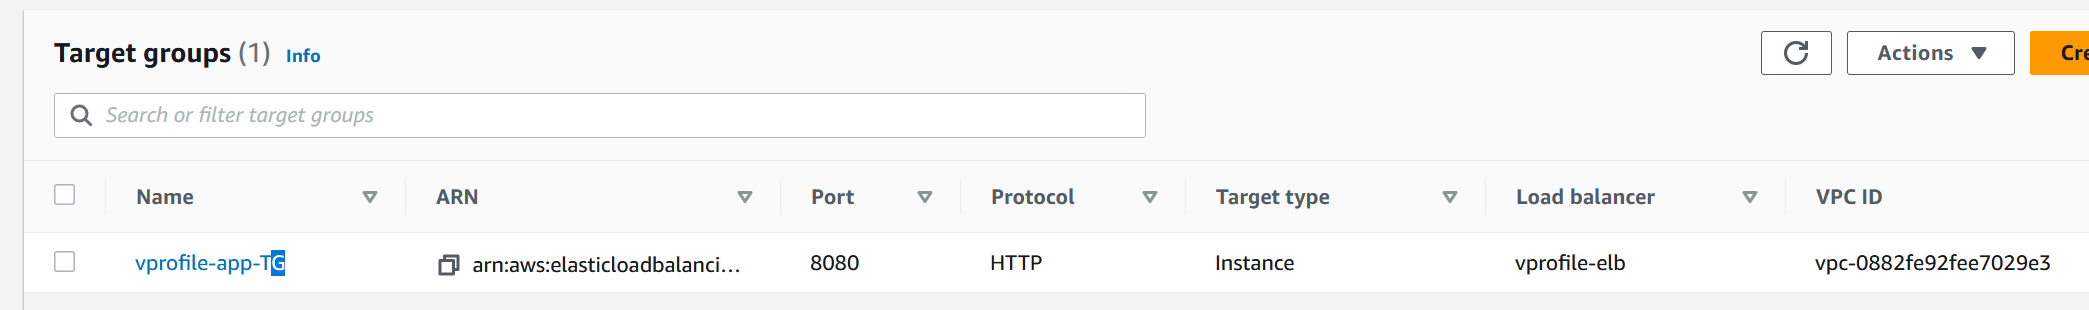 Target groups (1) Info
Actions
Cre
Search or filter target groups
Name ARN Port Protocol Target type Load balancer VPC ID
vprofile-app-TG arn:aws:elasticloadbalanci... 8080 HTTP Instance vprofile-elb vpc-0882fe92fee7029e3